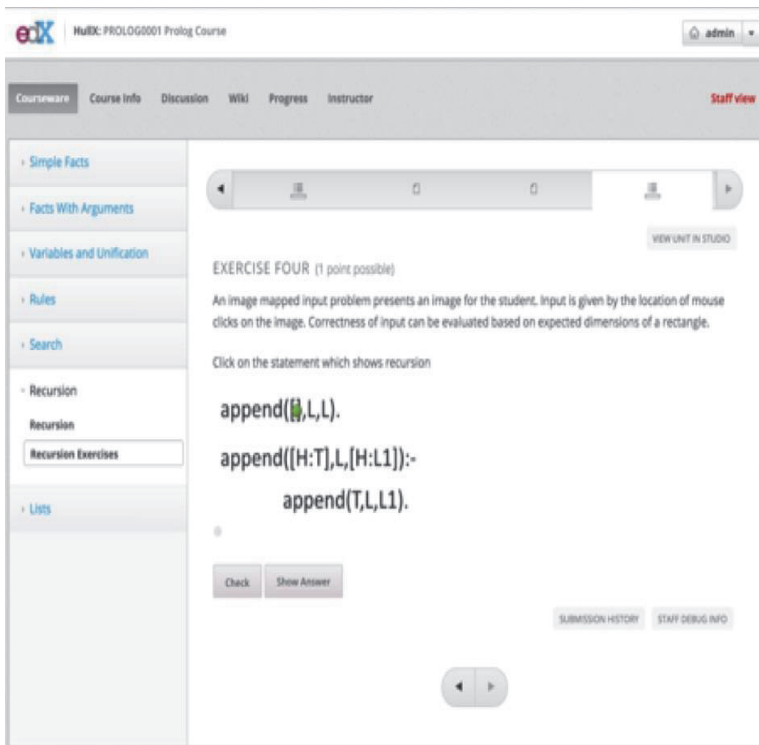 edX HullX: PROLOG0001 Prolog Course
admin
Courseware Course Info Discussion Wiki Progress Instructor
Staff view
Simple Facts
Facts With Arguments
Variables and Unification
Rules
Search
Recursion
Recursion
Recursion Exercises
Lists
VIEW UNIT IN STUDIO
EXERCISE FOUR (1 point possible)
An image mapped input problem presents an image for the student. Input is given by the location of mouse
clicks on the image. Correctness of input can be evaluated based on expected dimensions of a rectangle.
Click on the statement which shows recursion
append([],L,L).
append([H:T],L,[H:L1]):-
append(T,L,L1).
Check Show Answer
SUBMISSION HISTORY STAFF DEBUG INFO